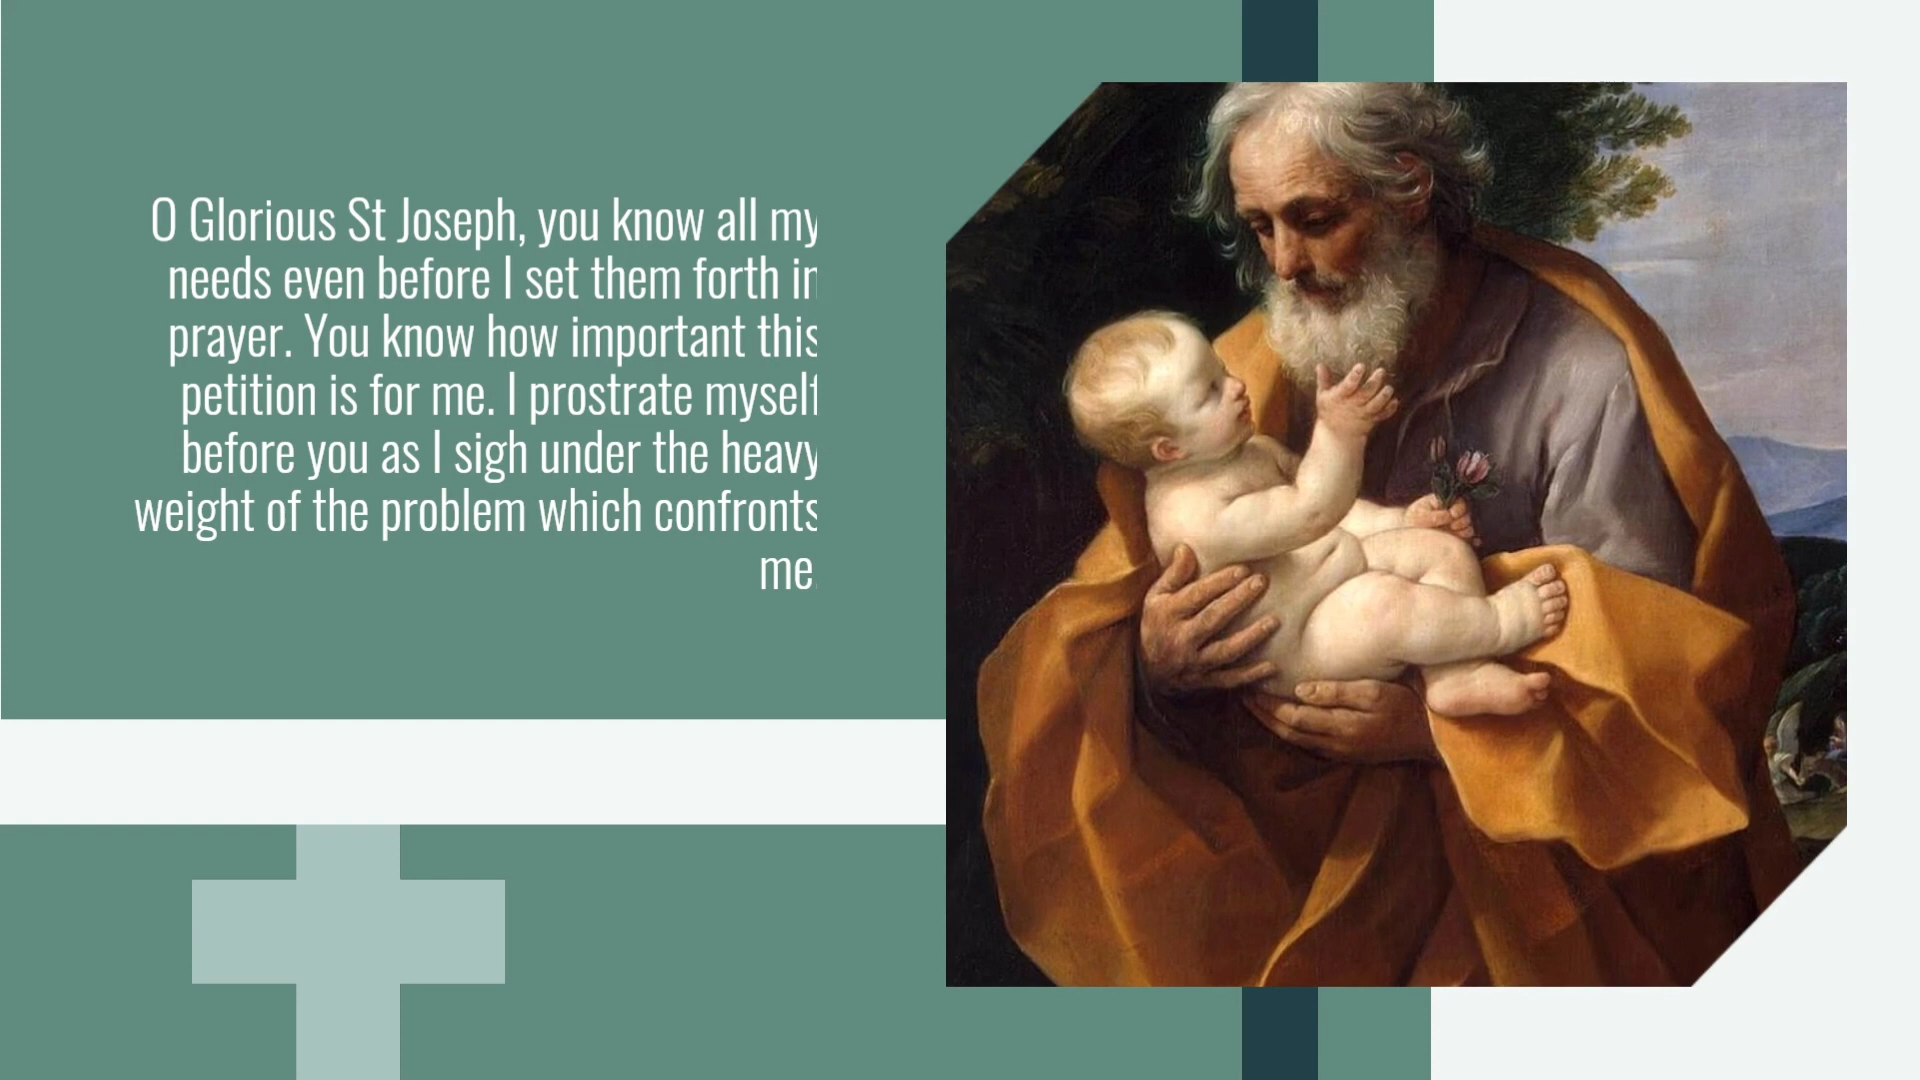 O Glorious St Joseph, you know all my
needs even before I set them forth in
prayer. You know how important this
petition is for me. I prostrate myself
before you as I sigh under the heavy
weight of the problem which confronts
me.